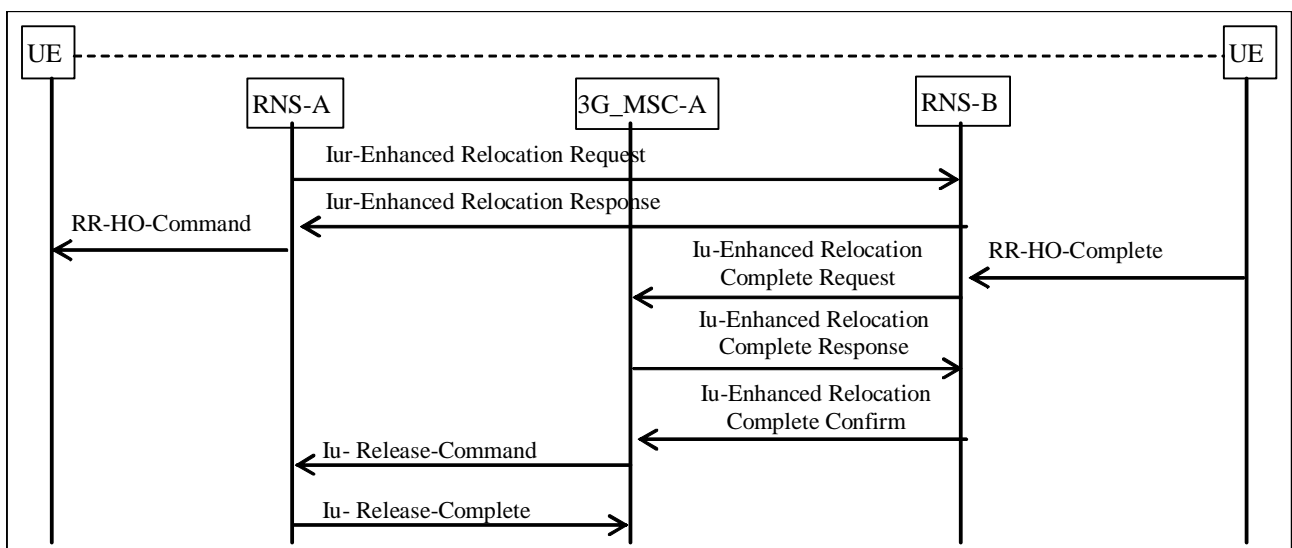 UE
UE
RNS-A
3G_MSC-A
RNS-B
Iur-Enhanced Relocation Request
Iur-Enhanced Relocation Response
RR-HO-Command
Iu-Enhanced Relocation
Complete Request
RR-HO-Complete
Iu-Enhanced Relocation
Complete Response
Iu-Enhanced Relocation
Complete Confirm
Iu- Release-Command
Iu- Release-Complete